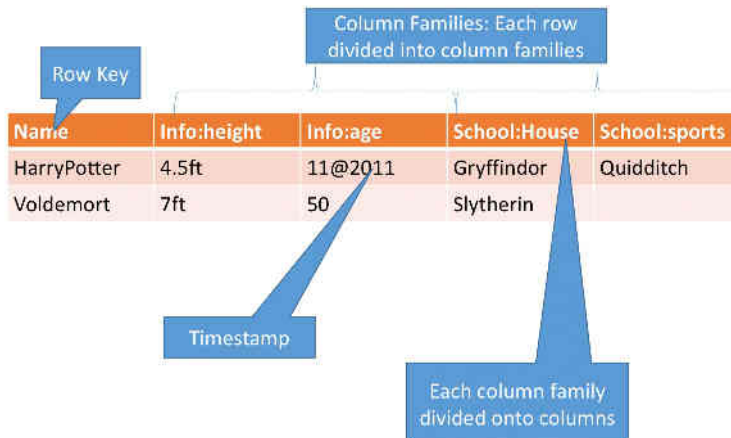 Column Families: Each row
divided into column families
Row Key
Name Info:height Info:age School:House School:sports
HarryPotter 4.5ft 11@2011 Gryffindor Quidditch
Voldemort 7ft 50 Slytherin
Timestamp
Each column family
divided onto columns